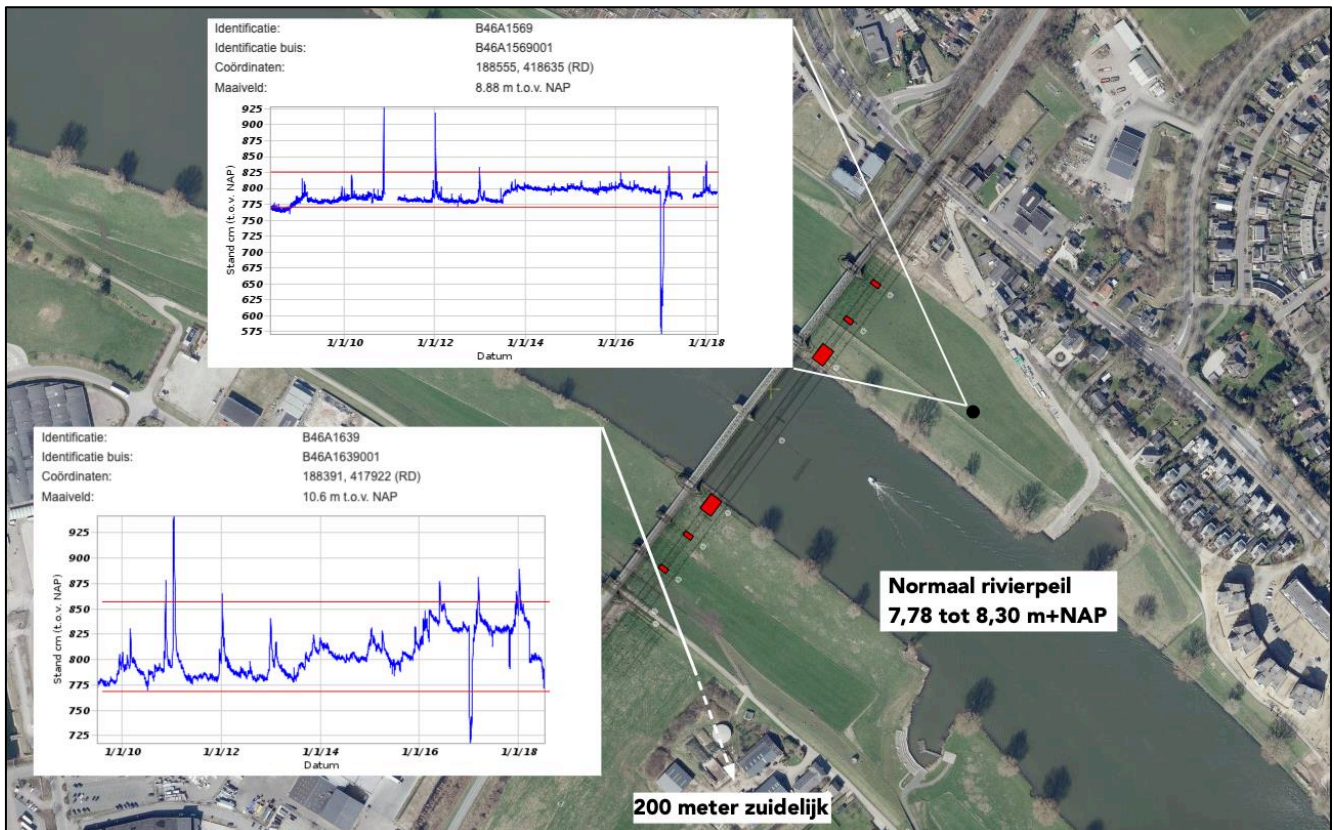 Identificatie: B46A1569
Identificatie buis: B46A1569001
Coördinaten: 188555, 418635 (RD)
Maaiveld: 8.88 m t.o.v. NAP
Stand cm (t.o.v. NAP)
925
900
875
850
825
800
775
750
725
700
675
650
625
600
575
1/1/10 1/1/12 1/1/14 1/1/16 1/1/18
Datum
Identificatie: B46A1639
Identificatie buis: B46A1639001
Coördinaten: 188391, 417922 (RD)
Maaiveld: 10.6 m t.o.v. NAP
Stand cm (t.o.v. NAP)
925
900
875
850
825
800
775
750
725
1/1/10 1/1/12 1/1/14 1/1/16 1/1/18
Datum
Normaal rivierpeil
7,78 tot 8,30 m+NAP
200 meter zuidelijk